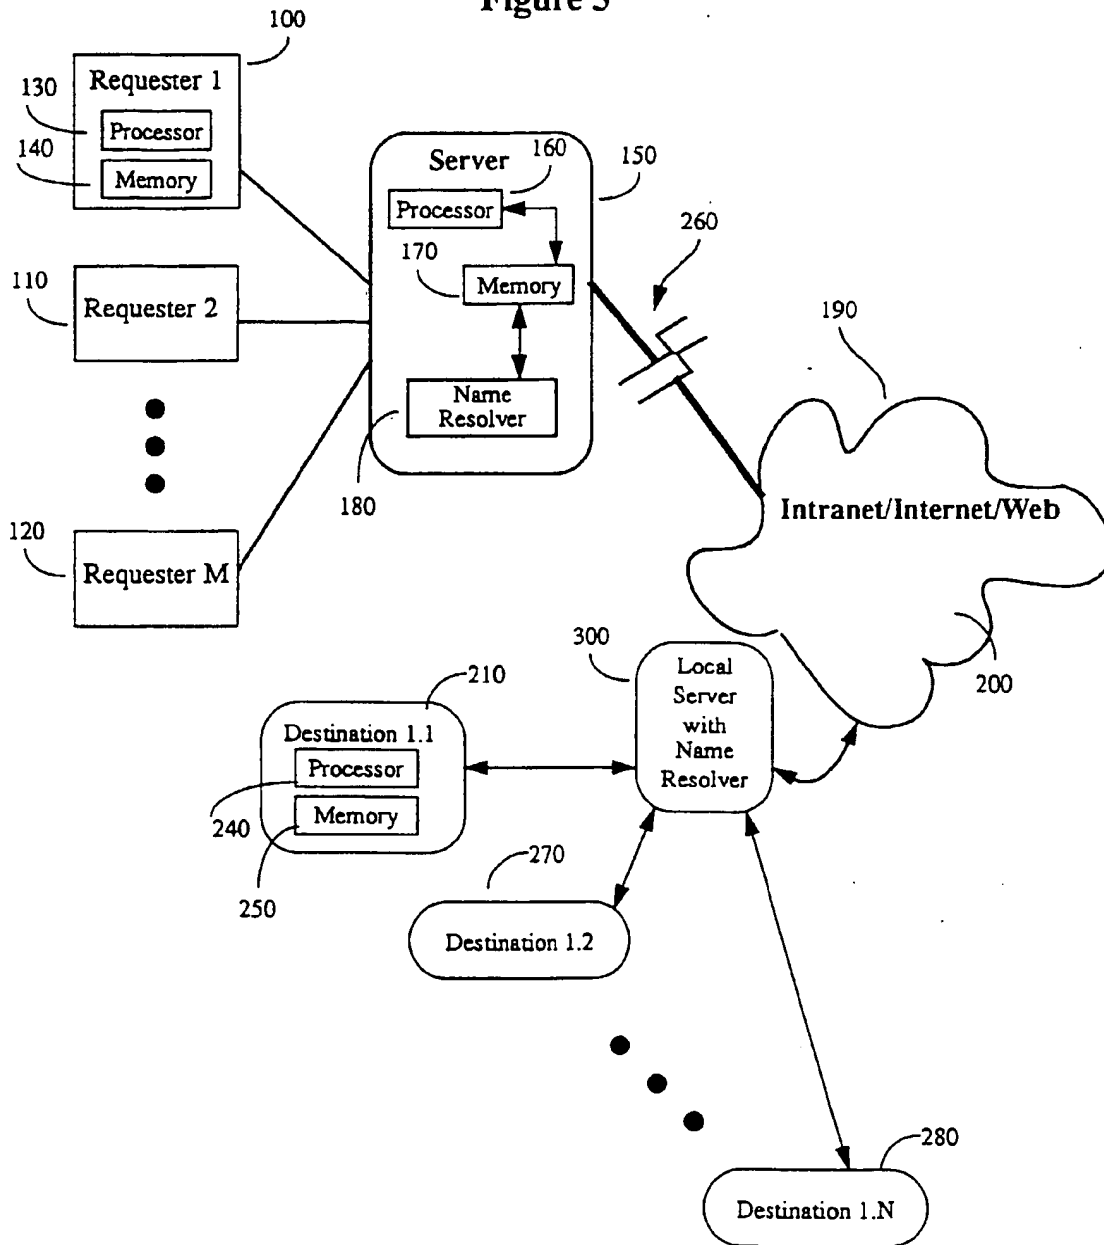 100
Requester 1
130
Processor
140
Memory
Server
160
150
Processor
260
170
Memory
110
Requester 2
190
Name
Resolver
180
Intranet/Internet/Web
120
Requester M
300
Local
Server
with
Name
Resolver
200
210
Destination 1.1
Processor
240
Memory
250
270
Destination 1.2
280
Destination 1.N